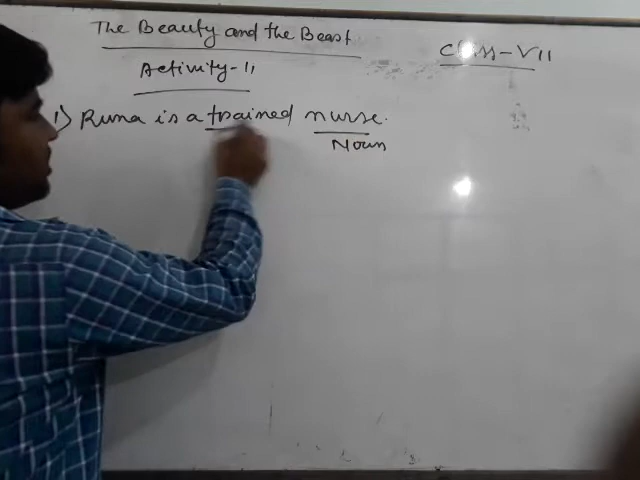 The Beauty and the Beast
Class-VII
Activity-11
1) Runa is a trained nurse.
Noun